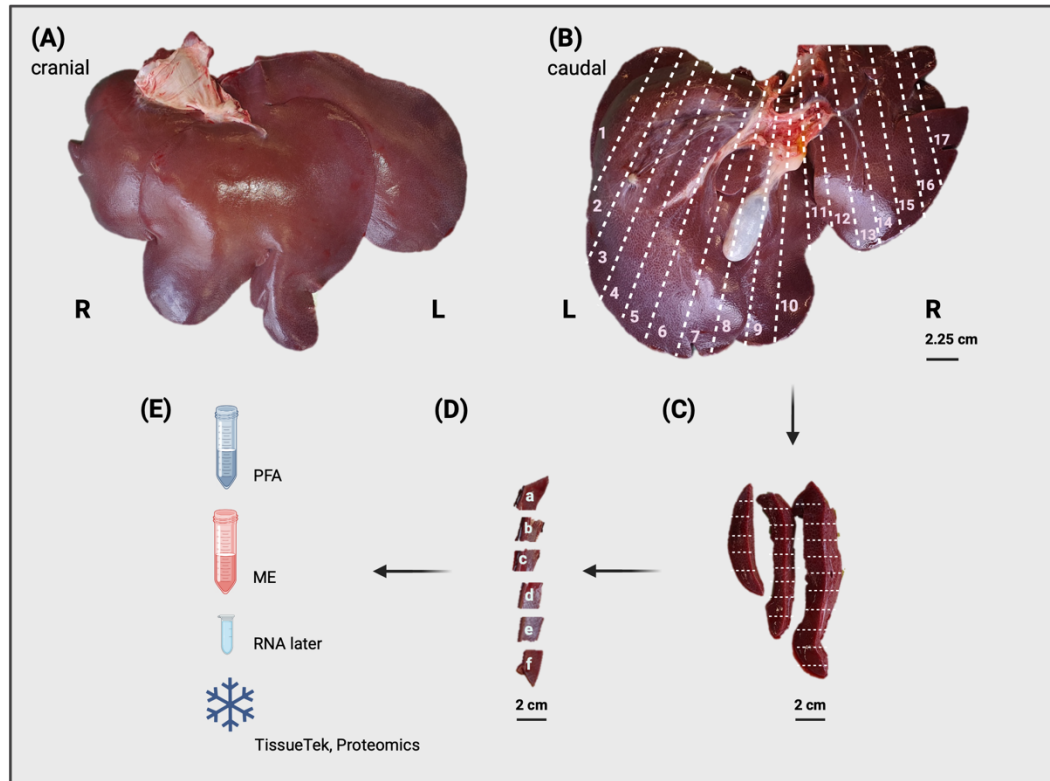 (A)
cranial
R
L
(B)
caudal
1
2
3
4
5
6
7
8
9
10
11
12
13
14
15
16
17
L
R
2.25 cm
(E)
PFA
ME
RNA later
TissueTek, Proteomics
(D)
a
b
c
d
e
f
2 cm
(C)
2 cm